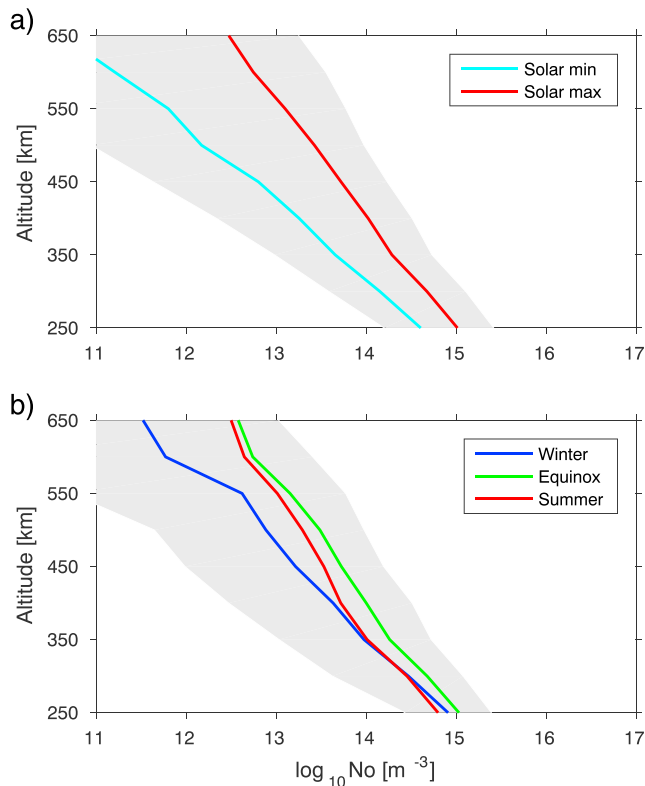 a)
650
550
450
350
250
Altitude [km]
Solar min
Solar max
11 12 13 14 15 16 17
b)
650
550
450
350
250
Altitude [km]
Winter
Equinox
Summer
11 12 13 14 15 16 17
log 10 No [m -3 ]